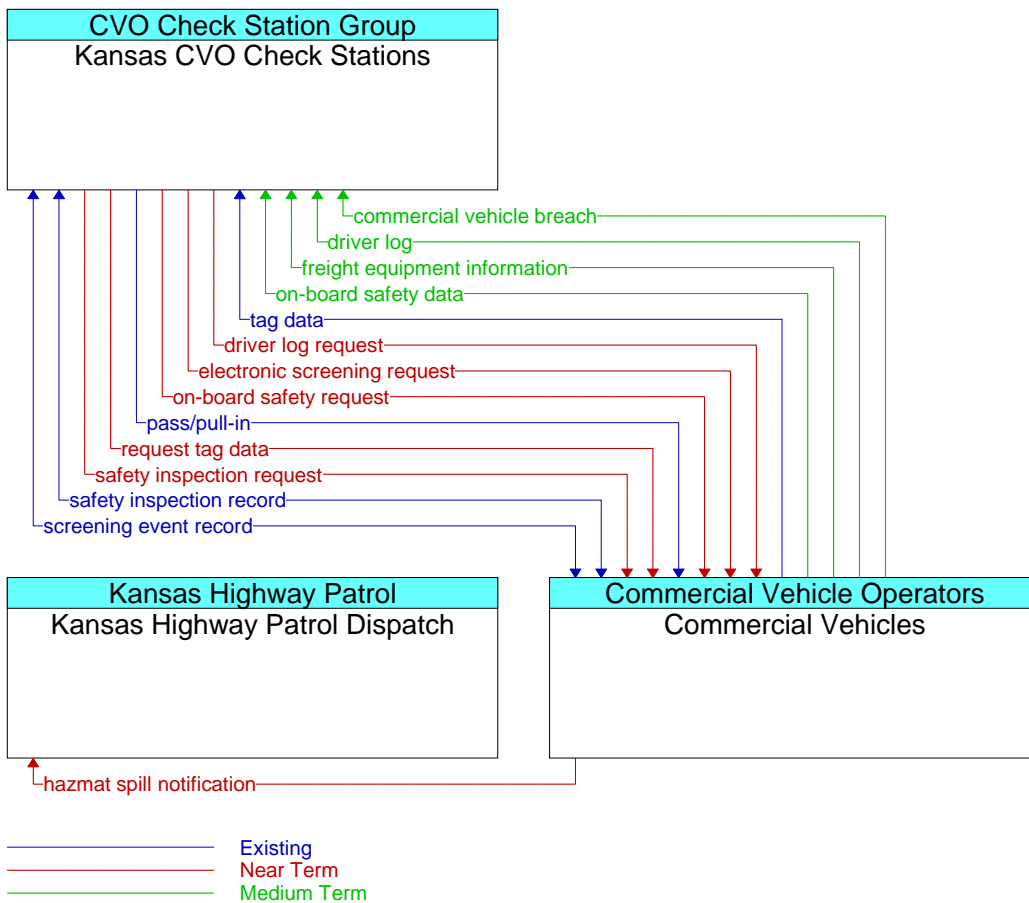 CVO Check Station Group
Kansas CVO Check Stations
commercial vehicle breach
driver log
freight equipment information
on-board safety data
tag data
driver log request
electronic screening request
on-board safety request
pass/pull-in
request tag data
safety inspection request
safety inspection record
screening event record
Kansas Highway Patrol
Kansas Highway Patrol Dispatch
Commercial Vehicle Operators
Commercial Vehicles
hazmat spill notification
Existing
Near Term
Medium Term